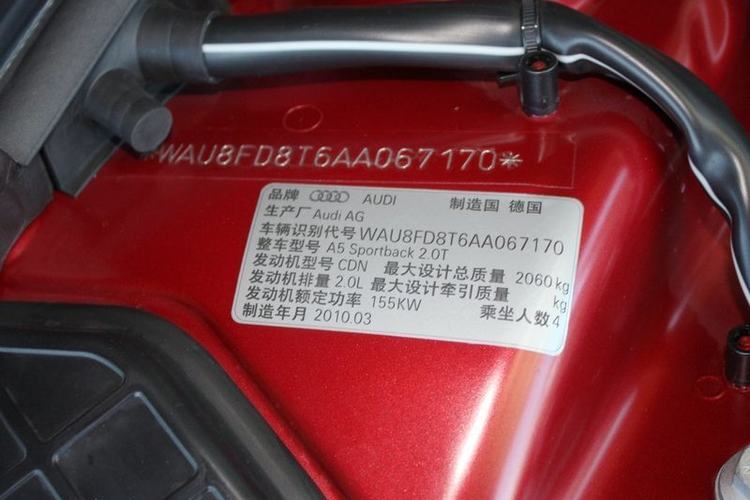 *WAU8FD8T6AA067170*
品牌 AUDI 制造国 德国
生产厂 Audi AG
车辆识别代号 WAU8FD8T6AA067170
整车型号 A5 Sportback 2.0T
发动机型号 CDN 最大设计总质量 2060kg
发动机排量 2.0L 最大设计牵引质量 kg
发动机额定功率 155KW 乘坐人数 4
制造年月 2010.03